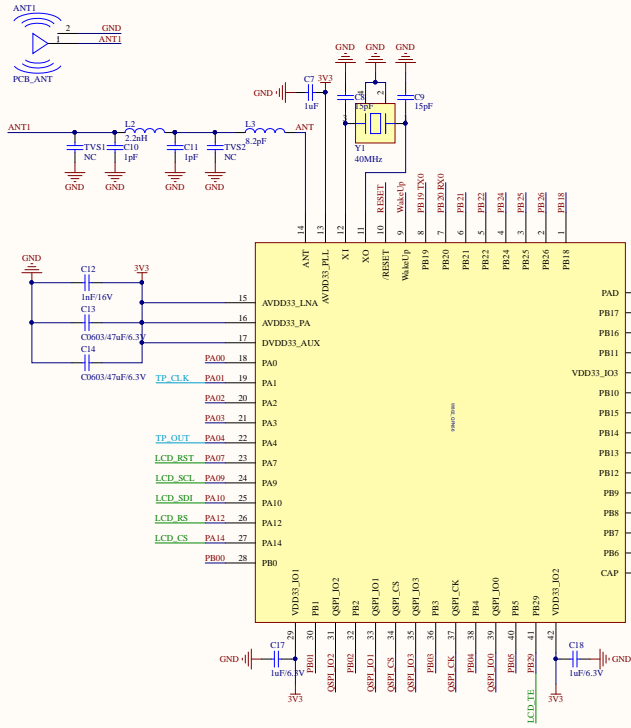 ANT1
2 GND
1 ANT1
PCB_ANT
GND GND GND
C7 3V3
GND
1uF
C8
15pF
4
2
C9
15pF
3
1
Y1
40MHz
ANT1
L2
2.2nH
L3
8.2pF
ANT
TVS1
NC
C10
1pF
C11
1pF
TVS2
NC
GND GND GND GND
RESET
WakeUp
PB19 TX0
PB20 RX0
PB21
PB22
PB24
PB25
PB26
PB18
14 13 12 11 10 9 8 7 6 5 4 3 2 1
ANT
AVDD33_PLL
XI
XO
/RESET
WakeUp
PB19
PB20
PB21
PB22
PB24
PB25
PB26
PB18
GND
C12
3V3
1nF/16V
C13
C0603/47uF/6.3V
C14
C0603/47uF/6.3V
15 AVDD33_LNA
16 AVDD33_PA
17 DVDD33_AUX
PA00 18 PA0
TP_CLK PA01 19 PA1
PA02 20 PA2
PA03 21 PA3
TP_OUT PA04 22 PA4
LCD_RST PA07 23 PA7
LCD_SCL PA09 24 PA9
LCD_SDI PA10 25 PA10
LCD_RS PA12 26 PA12
LCD_CS PA14 27 PA14
PB00 28 PB0
PAD
PB17
PB16
PB11
VDD33_IO3
PB10
PB15
PB14
PB13
PB12
PB9
PB8
PB7
PB6
CAP
VDD33_IO1
PB1
QSPI_IO2
PB2
QSPI_IO1
QSPI_CS
QSPI_IO3
PB3
QSPI_CK
PB4
QSPI_IO0
PB5
PB29
VDD33_IO2
29 30 31 32 33 34 35 36 37 38 39 40 41 42
PB01
QSPI_IO2
PB02
QSPI_IO1
QSPI_CS
QSPI_IO3
PB03
QSPI_CK
PB04
QSPI_IO0
PB05
PB29
LCD_TE
C17
GND
1uF/6.3V
3V3
C18
GND
1uF/6.3V
3V3